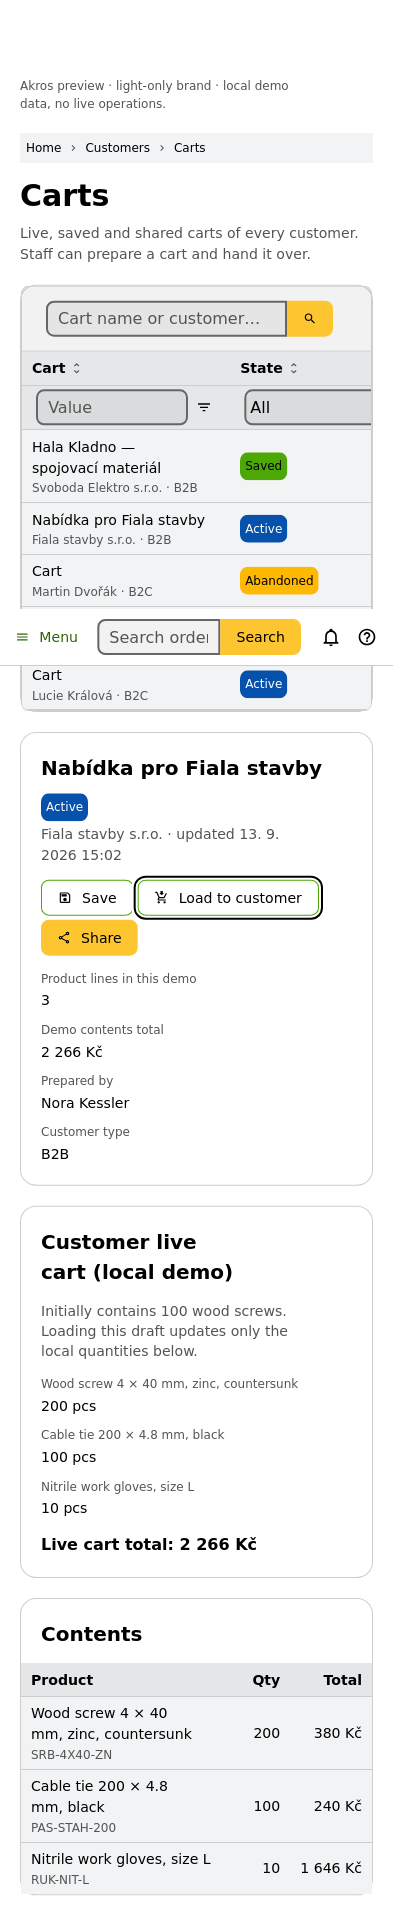 Akros preview · light-only brand · local demo
data, no live operations.
Home › Customers › Carts
Carts
Live, saved and shared carts of every customer.
Staff can prepare a cart and hand it over.
Cart name or customer…
Cart State
Value All
Hala Kladno —
spojovací materiál
Svoboda Elektro s.r.o. · B2B
Saved
Nabídka pro Fiala stavby
Fiala stavby s.r.o. · B2B
Active
Cart
Martin Dvořák · B2C
Abandoned
Menu Search order Search
Cart
Lucie Králová · B2C
Active
Nabídka pro Fiala stavby
Active
Fiala stavby s.r.o. · updated 13. 9.
2026 15:02
Save Load to customer
Share
Product lines in this demo
3
Demo contents total
2 266 Kč
Prepared by
Nora Kessler
Customer type
B2B
Customer live
cart (local demo)
Initially contains 100 wood screws.
Loading this draft updates only the
local quantities below.
Wood screw 4 × 40 mm, zinc, countersunk
200 pcs
Cable tie 200 × 4.8 mm, black
100 pcs
Nitrile work gloves, size L
10 pcs
Live cart total: 2 266 Kč
Contents
Product Qty Total
Wood screw 4 × 40
mm, zinc, countersunk
SRB-4X40-ZN
200 380 Kč
Cable tie 200 × 4.8
mm, black
PAS-STAH-200
100 240 Kč
Nitrile work gloves, size L
RUK-NIT-L
10 1 646 Kč